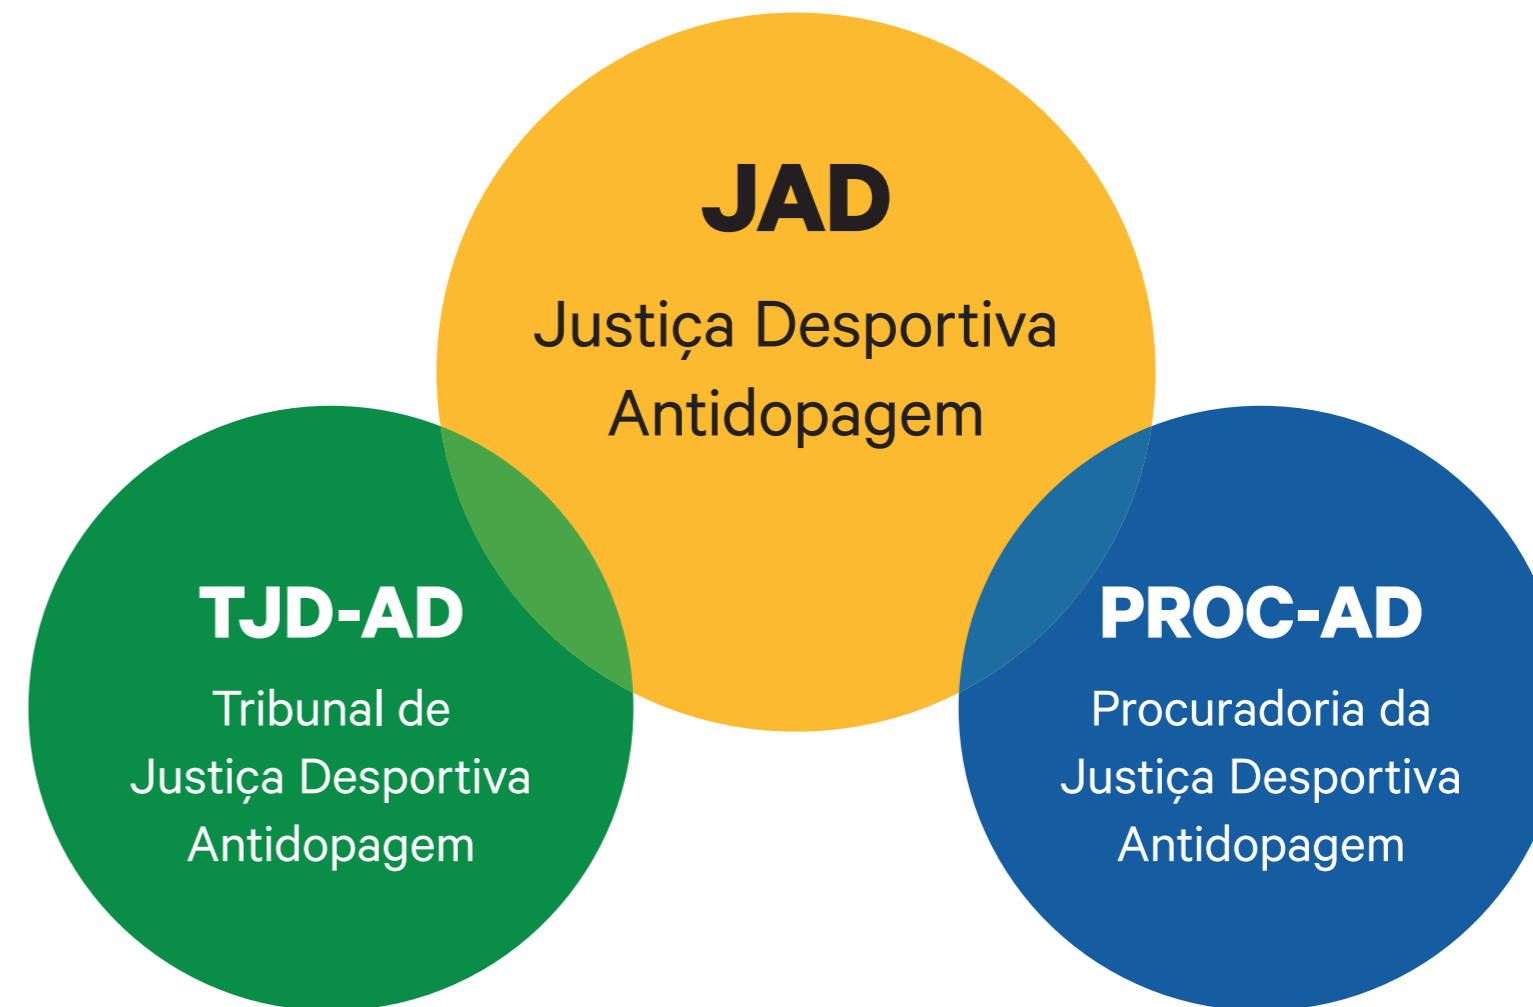 JAD
Justiça Desportiva
Antidopagem
TJD-AD
Tribunal de
Justiça Desportiva
Antidopagem
PROC-AD
Procuradoria da
Justiça Desportiva
Antidopagem